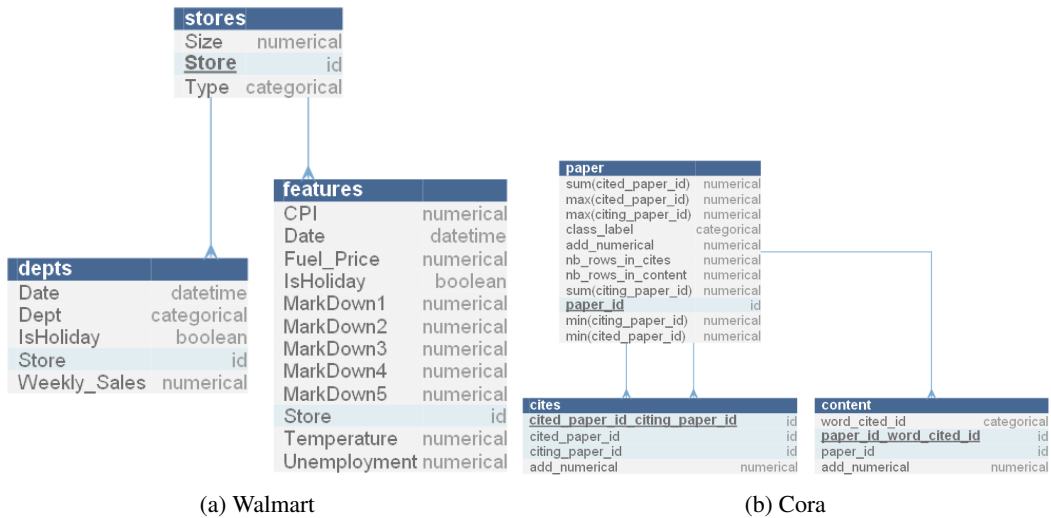 stores
Size numerical
Store id
Type categorical
depts
Date datetime
Dept categorical
IsHoliday boolean
Store id
Weekly_Sales numerical
features
CPI numerical
Date datetime
Fuel_Price numerical
IsHoliday boolean
MarkDown1 numerical
MarkDown2 numerical
MarkDown3 numerical
MarkDown4 numerical
MarkDown5 numerical
Store id
Temperature numerical
Unemployment numerical
(a) Walmart
paper
sum(cited_paper_id) numerical
max(cited_paper_id) numerical
max(citing_paper_id) numerical
class_label categorical
add_numerical numerical
nb_rows_in_cites numerical
nb_rows_in_content numerical
sum(citing_paper_id) numerical
paper_id id
min(citing_paper_id) numerical
min(cited_paper_id) numerical
cites
cited_paper_id_citing_paper_id id
cited_paper_id id
citing_paper_id id
add_numerical numerical
content
word_cited_id categorical
paper_id_word_cited_id id
paper_id id
add_numerical numerical
(b) Cora